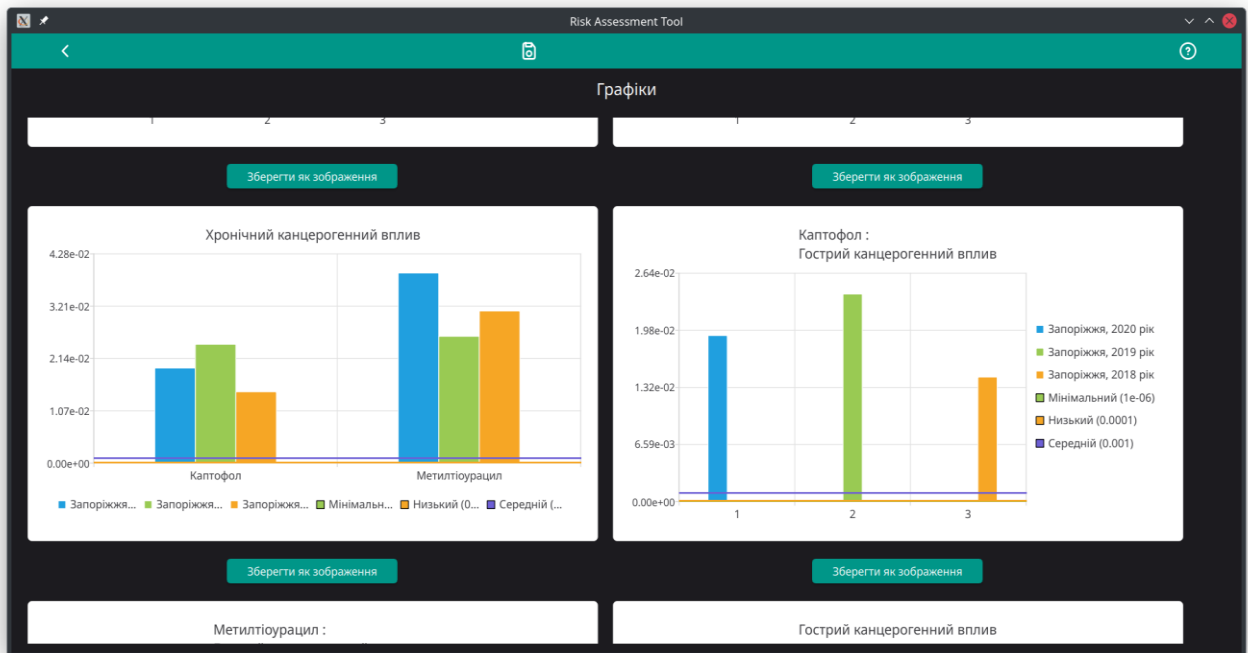 Risk Assessment Tool
Графіки
1 2 3
1 2 3
Зберегти як зображення
Зберегти як зображення
Хронічний канцерогенний вплив
4.28e-02
3.21e-02
2.14e-02
1.07e-02
0.00e+00
Каптофол
Метилтіоурацил
Запоріжжя...
Запоріжжя...
Запоріжжя...
Мінімальн...
Низький (0...
Середній (...
Каптофол :
Гострий канцерогенний вплив
2.64e-02
1.98e-02
1.32e-02
6.59e-03
0.00e+00
1 2 3
Запоріжжя, 2020 рік
Запоріжжя, 2019 рік
Запоріжжя, 2018 рік
Мінімальний (1e-06)
Низький (0.0001)
Середній (0.001)
Зберегти як зображення
Зберегти як зображення
Метилтіоурацил :
Гострий канцерогенний вплив